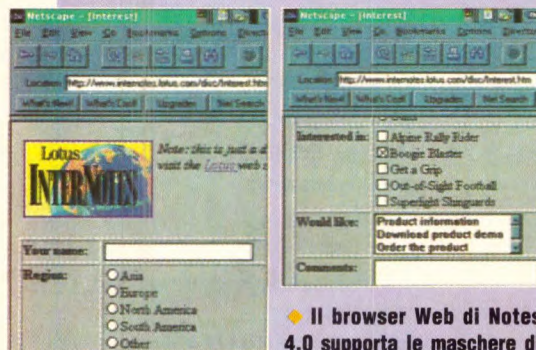 Netscape - [Interest]
File Edit View Go Bookmarks Options
Location: http://www.internotes.lotus.com/disc/Interest.htm
What's New! What's Cool! Upgrades Net Search
Lotus
INTERNOTES
Note: this is just a d
visit the Lotus web s
Your name:
Region:
Asia
Europe
North America
South America
Other
Netscape - [Interest]
File Edit View Go Bookmarks Options
Location: http://www.internotes.lotus.com/disc/Interest.htm
What's New! What's Cool! Upgrades Net Search
Interested in:
Alpine Rally Rider
Boogie Blaster
Get a Grip
Out-of-Sight Football
Superlight Shinguards
Would like:
Product information
Download product demo
Order the product
Comments:
Il browser Web di Notes
4.0 supporta le maschere d